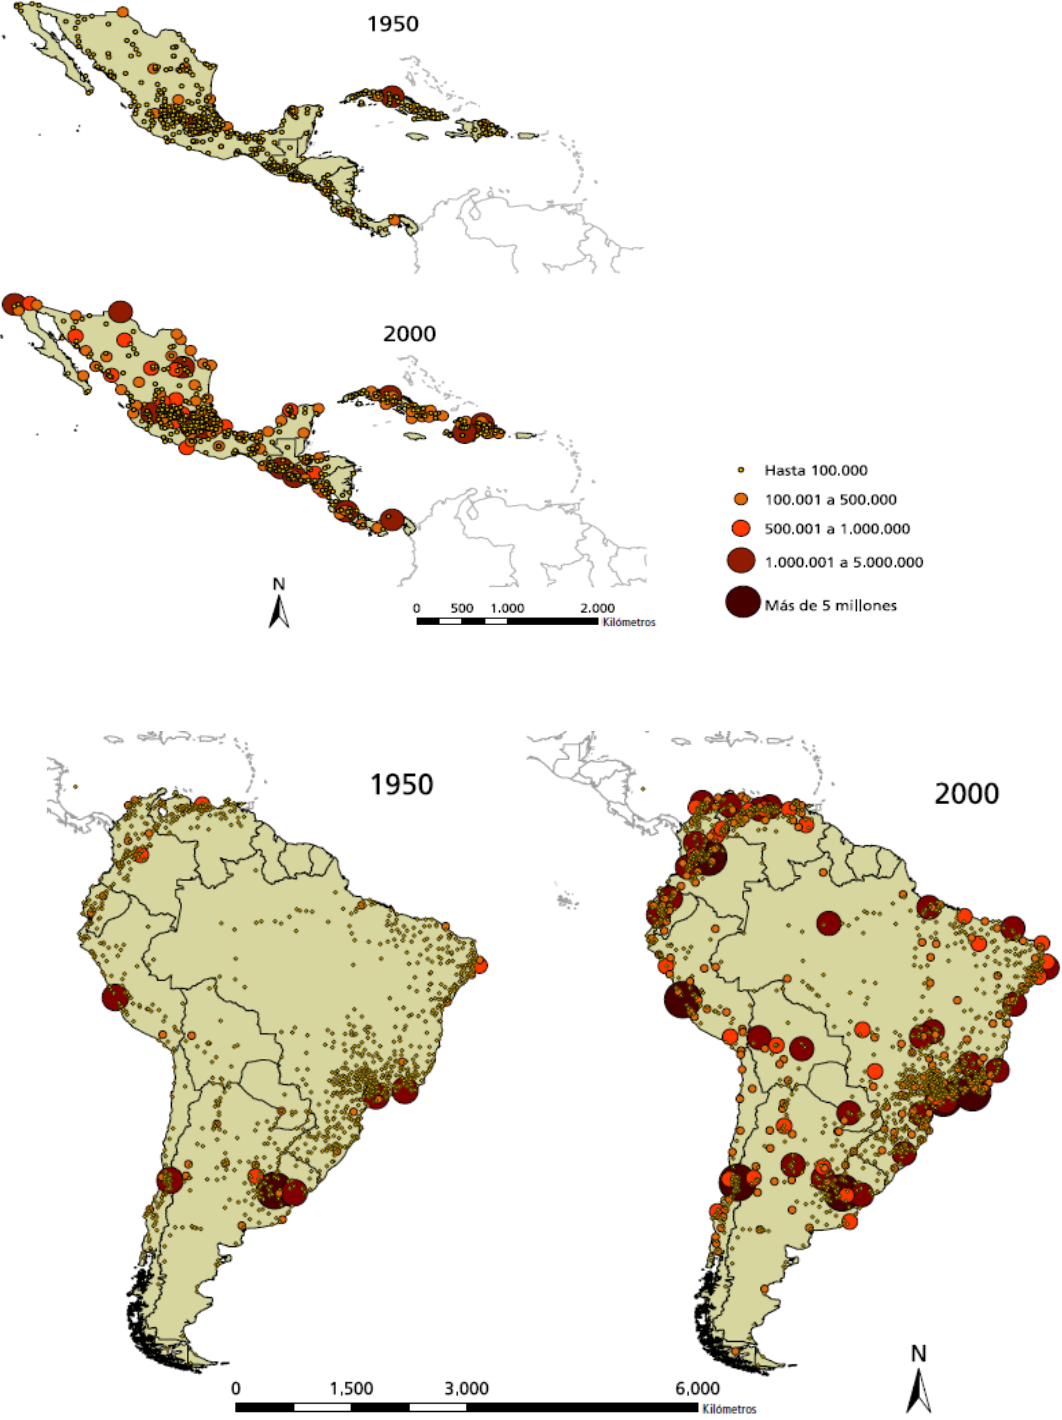 1950
2000
Hasta 100.000
100.001 a 500.000
500.001 a 1.000.000
1.000.001 a 5.000.000
Más de 5 millones
N
0 500 1.000 2.000
Kilómetros
1950
2000
N
0 1,500 3,000 6,000
Kilómetros